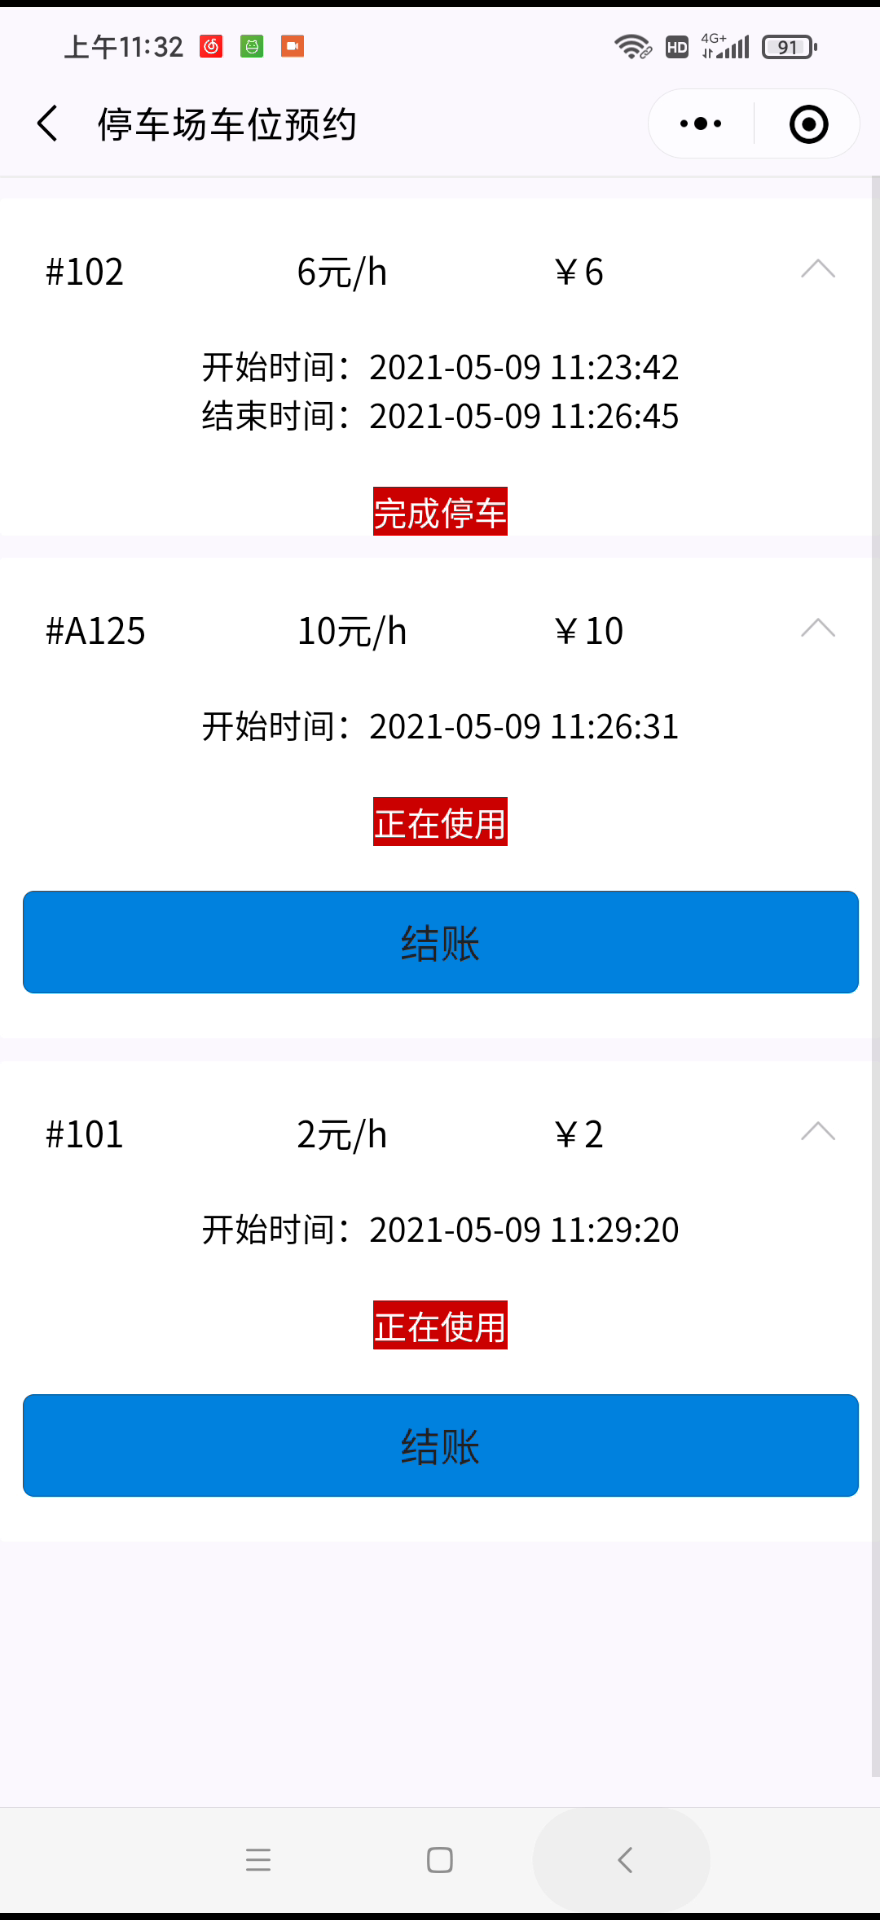 上午11:32 HD 4G+ 91
停车场车位预约
#102 6元/h ￥6
开始时间：2021-05-09 11:23:42
结束时间：2021-05-09 11:26:45
完成停车
#A125 10元/h ￥10
开始时间：2021-05-09 11:26:31
正在使用
结账
#101 2元/h ￥2
开始时间：2021-05-09 11:29:20
正在使用
结账